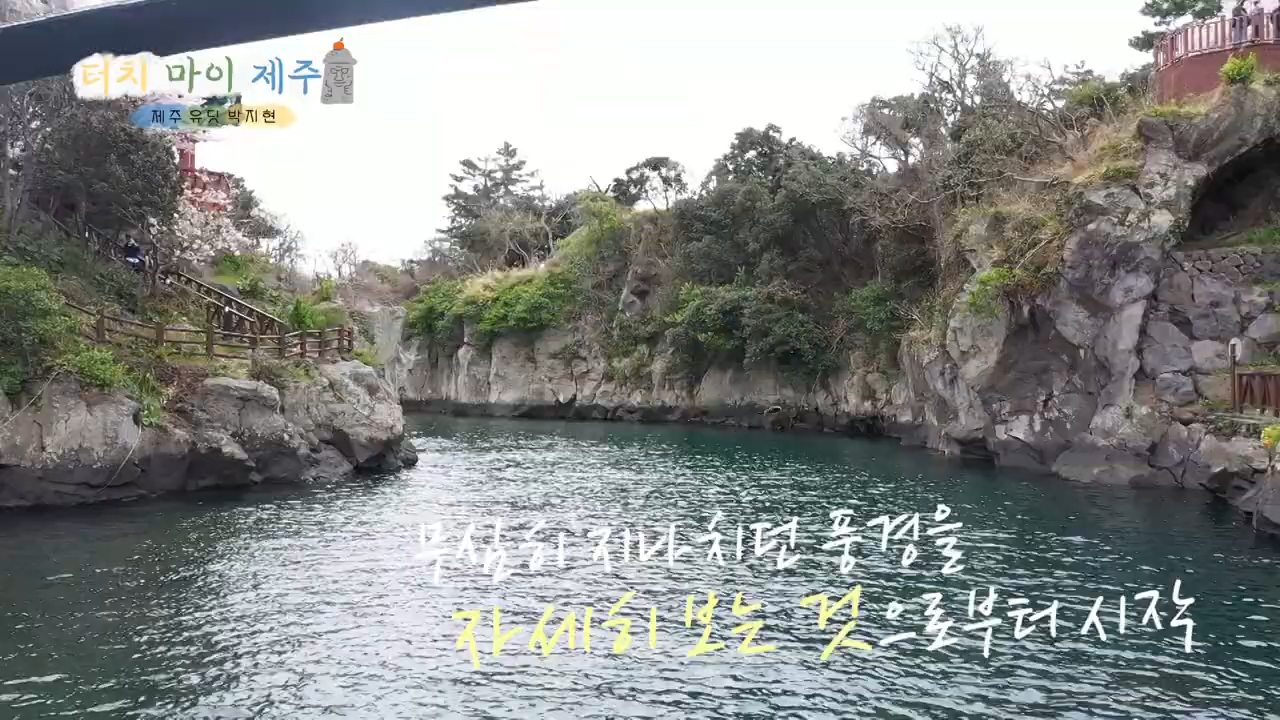 터치 마이 제주
제주 유딧 박지현
무심히 지나치던 풍경을
자세히 보는 것으로부터 시작